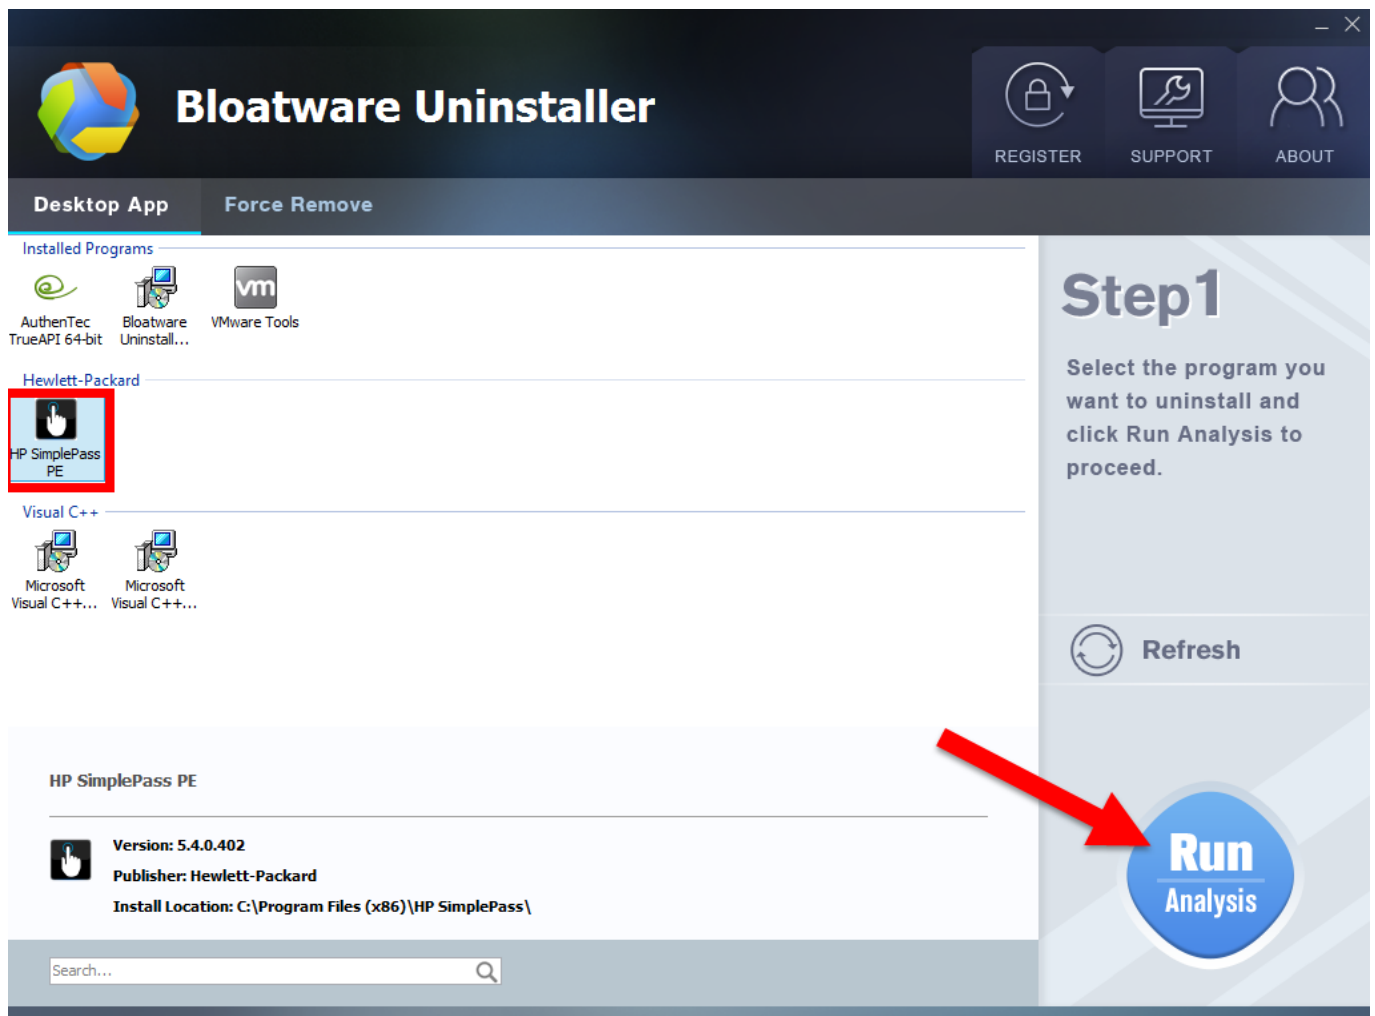 Bloatware Uninstaller
REGISTER
SUPPORT
ABOUT
Desktop App
Force Remove
Installed Programs
AuthenTec
TrueAPI 64-bit
Bloatware
Uninstall...
vm
VMware Tools
Hewlett-Packard
HP SimplePass
PE
Visual C++
Microsoft
Visual C++...
Microsoft
Visual C++...
Step1
Select the program you
want to uninstall and
click Run Analysis to
proceed.
Refresh
HP SimplePass PE
Version: 5.4.0.402
Publisher: Hewlett-Packard
Install Location: C:\Program Files (x86)\HP SimplePass\
Run
Analysis
Search...